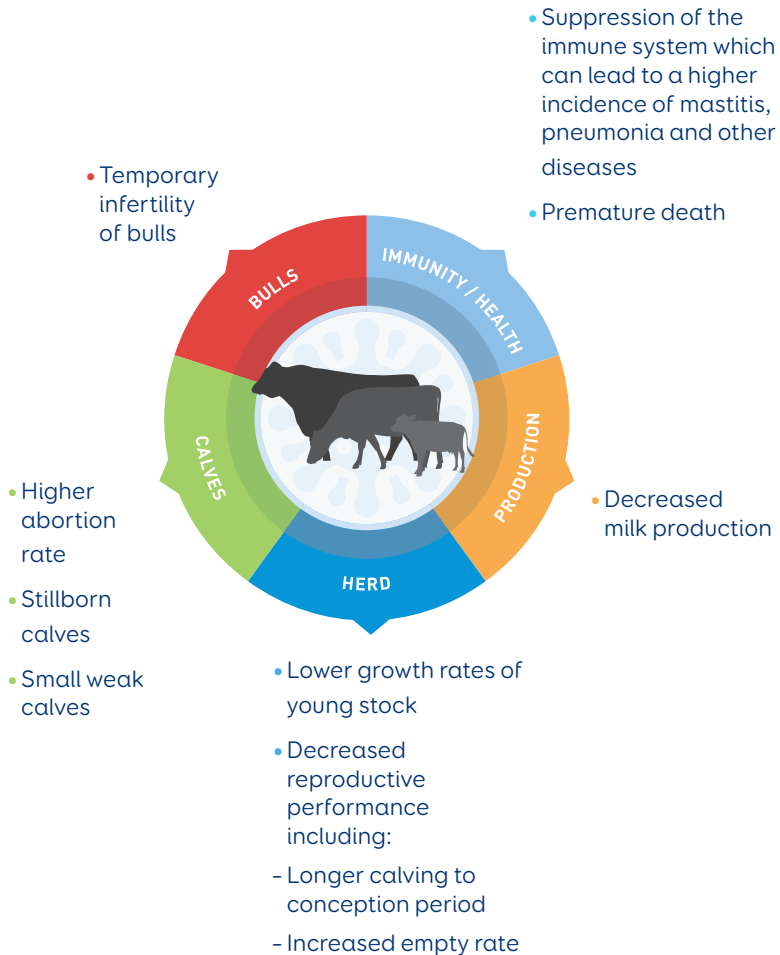 • Suppression of the
immune system which
can lead to a higher
incidence of mastitis,
pneumonia and other
diseases
• Premature death
• Temporary
infertility
of bulls
BULLS
IMMUNITY / HEALTH
CALVES
PRODUCTION
HERD
• Higher
abortion
rate
• Stillborn
calves
• Small weak
calves
• Decreased
milk production
• Lower growth rates of
young stock
• Decreased
reproductive
performance
including:
– Longer calving to
conception period
– Increased empty rate